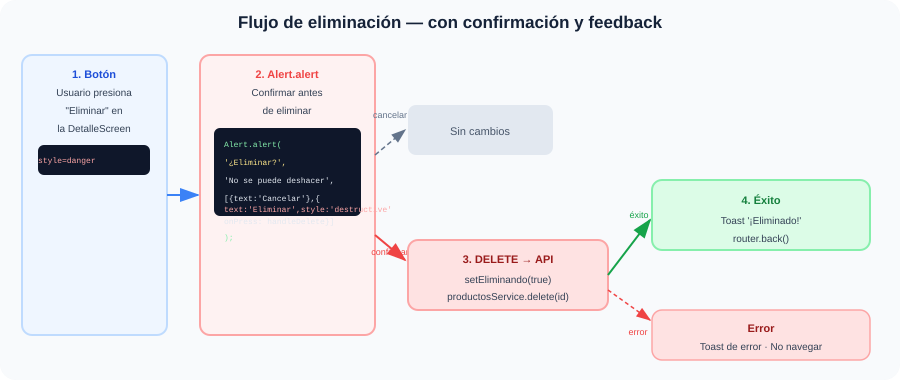 Flujo de eliminación — con confirmación y feedback
1. Botón
Usuario presiona
"Eliminar" en
la DetalleScreen
style=danger
2. Alert.alert
Confirmar antes
de eliminar
Alert.alert(
'¿Eliminar?',
'No se puede deshacer',
[{text:'Cancelar'},{
text:'Eliminar',style:'destructive'
);
cancelar
Sin cambios
confirmar
3. DELETE → API
setEliminando(true)
productosService.delete(id)
éxito
4. Éxito
Toast '¡Eliminado!'
router.back()
error
Error
Toast de error · No navegar